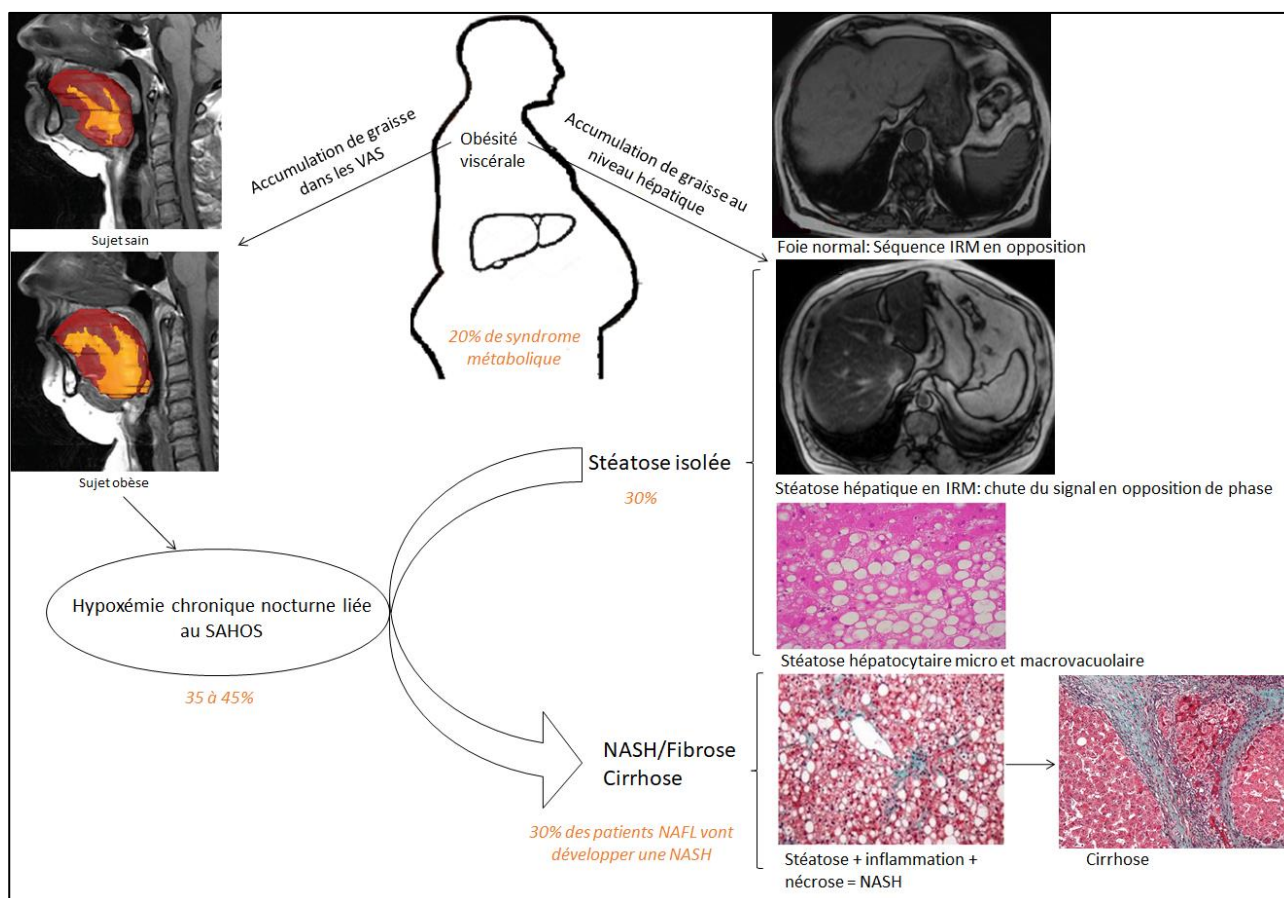 Sujet sain
Accumulation de graisse
dans les VAS
Obésité
viscérale
Accumulation de graisse au
niveau hépatique
Foie normal: Séquence IRM en opposition
Sujet obèse
20% de syndrome
métabolique
Stéatose isolée
30%
Stéatose hépatique en IRM: chute du signal en opposition de phase
Hypoxémie chronique nocturne liée
au SAHOS
35 à 45%
Stéatose hépatocytaire micro et macrovacuolaire
NASH/Fibrose
Cirrhose
30% des patients NAFL vont
développer une NASH
Stéatose + inflammation +
nécrose = NASH
Cirrhose